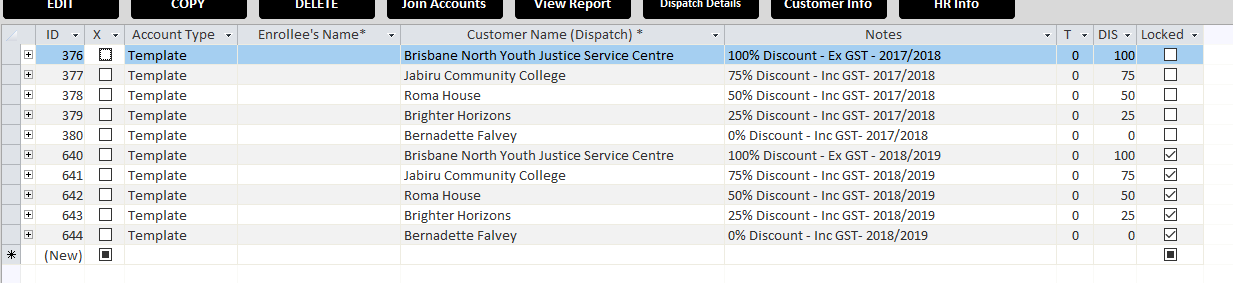 EDIT COPY DELETE Join Accounts View Report Dispatch Details Customer Info HR Info
ID X Account Type Enrollee's Name* Customer Name (Dispatch) * Notes T DIS Locked
376 Template Brisbane North Youth Justice Service Centre 100% Discount - Ex GST - 2017/2018 0 100
377 Template Jabiru Community College 75% Discount - Inc GST- 2017/2018 0 75
378 Template Roma House 50% Discount - Inc GST- 2017/2018 0 50
379 Template Brighter Horizons 25% Discount - Inc GST- 2017/2018 0 25
380 Template Bernadette Falvey 0% Discount - Inc GST- 2017/2018 0 0
640 Template Brisbane North Youth Justice Service Centre 100% Discount - Ex GST - 2018/2019 0 100
641 Template Jabiru Community College 75% Discount - Inc GST- 2018/2019 0 75
642 Template Roma House 50% Discount - Inc GST- 2018/2019 0 50
643 Template Brighter Horizons 25% Discount - Inc GST- 2018/2019 0 25
644 Template Bernadette Falvey 0% Discount - Inc GST- 2018/2019 0 0
(New)